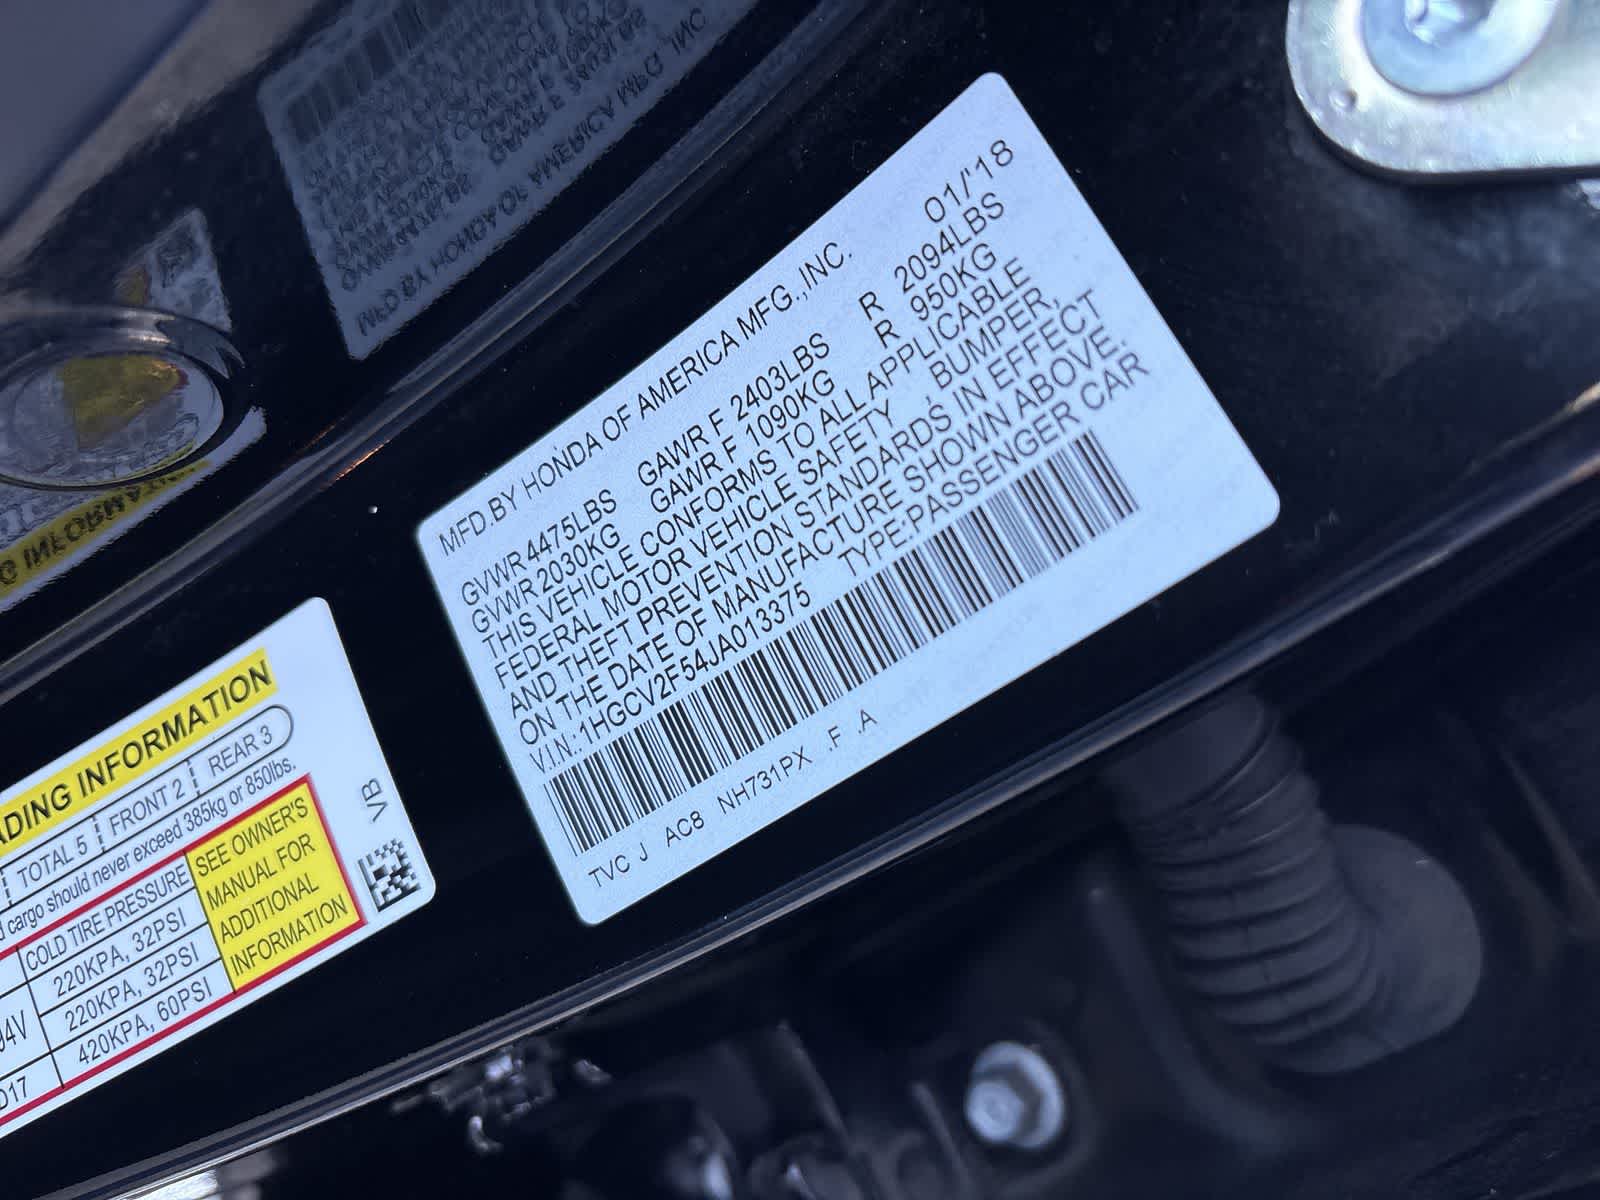 MFD.BY HONDA OF AMERICA MFG.,INC. 01/'18
GVWR 4475LBS GAWR F 2403LBS R 2094LBS
GVWR 2030KG GAWR F 1090KG R 950KG
THIS VEHICLE CONFORMS TO ALL APPLICABLE
FEDERAL MOTOR VEHICLE SAFETY , BUMPER,
AND THEFT PREVENTION STANDARDS IN EFFECT
ON THE DATE OF MANUFACTURE SHOWN ABOVE.
V.I.N.:1HGCV2F54JA013375 TYPE:PASSENGER CAR
TVC J AC8 NH731PX .F .A
INFORMATION
TOTAL 5 FRONT 2 REAR 3
cargo should never exceed 385kg or 850lbs.
COLD TIRE PRESSURE
220KPA, 32PSI
220KPA, 32PSI
420KPA, 60PSI
SEE OWNER'S
MANUAL FOR
ADDITIONAL
INFORMATION
VB